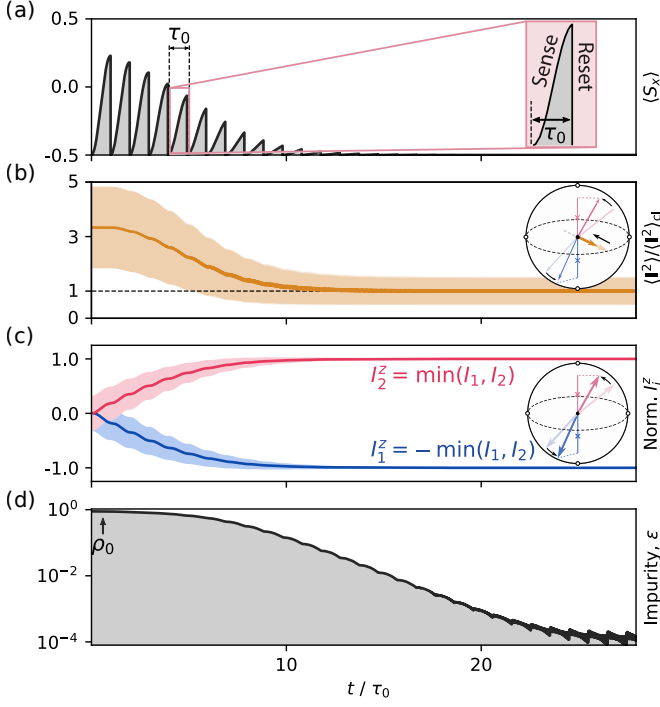 (a)
0.5
0.0
-0.5
τ₀
Sense
Reset
τ₀
⟨Sₓ⟩
(b)
5
3
1
0
⟨I²⟩/⟨I²⟩cl
(c)
1.0
0.0
-1.0
I₂ᶻ = min(I₁, I₂)
I₁ᶻ = −min(I₁, I₂)
Norm. Iᵢᶻ
(d)
10⁰
10⁻²
10⁻⁴
ρ₀
Impurity, ε
10
20
t / τ₀